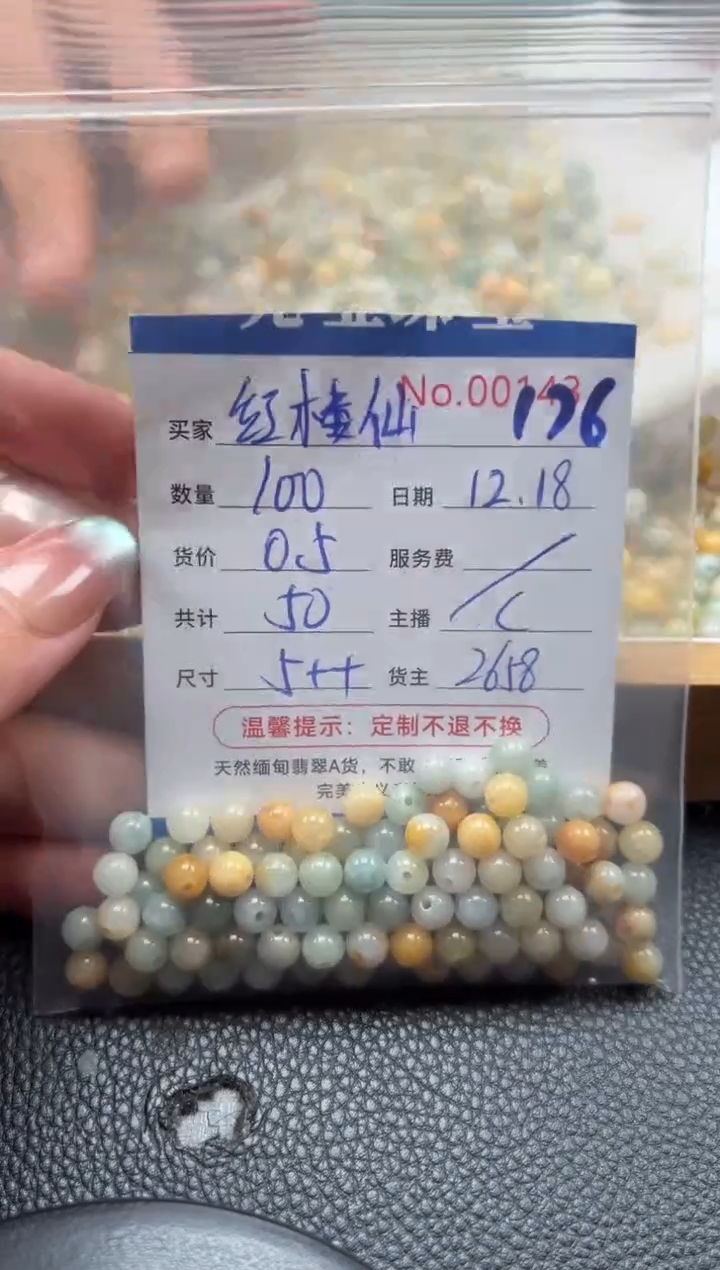 No.00143
买家 红楼仙 176
数量 100 日期 12.18
货价 0.5 服务费 /
共计 50 主播 C
尺寸 5++ 货主 2658
温馨提示：定制不退不换
天然缅甸翡翠A货，不敢
完美